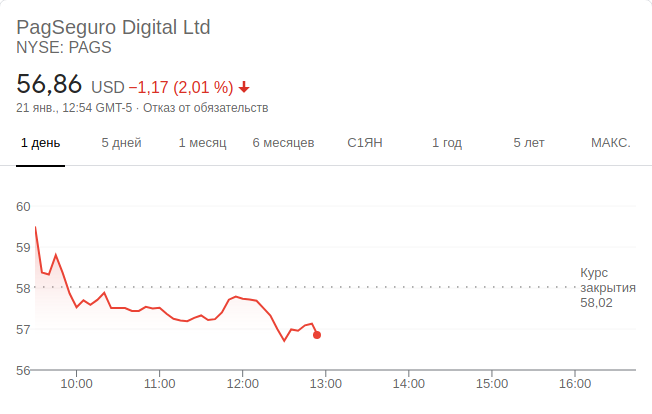 PagSeguro Digital Ltd
NYSE: PAGS
56,86 USD −1,17 (2,01 %)
21 янв., 12:54 GMT-5 · Отказ от обязательств
1 день 5 дней 1 месяц 6 месяцев С1ЯН 1 год 5 лет МАКС.
60
59
58
57
56
Курс
закрытия
58,02
10:00 11:00 12:00 13:00 14:00 15:00 16:00